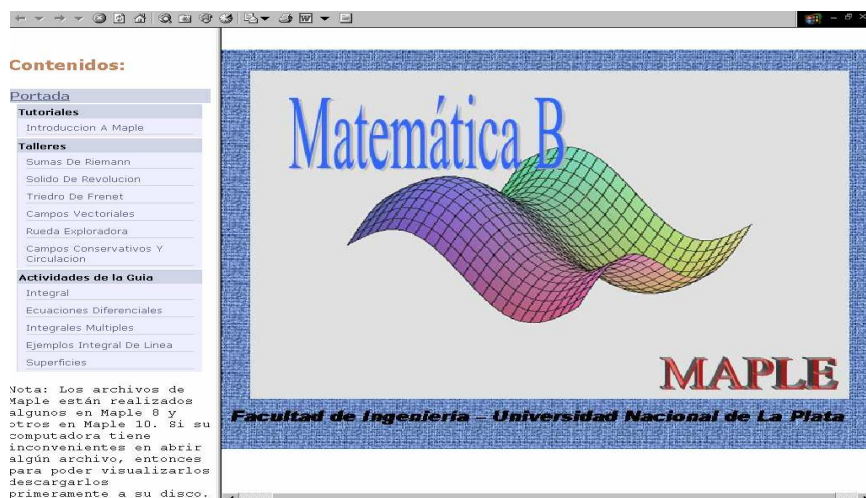 Contenidos:
Portada
Tutoriales
Introduccion A Maple
Talleres
Sumas De Riemann
Solido De Revolucion
Triedro De Frenet
Campos Vectoriales
Rueda Exploradora
Campos Conservativos Y
Circulacion
Actividades de la Guia
Integral
Ecuaciones Diferenciales
Integrales Multiples
Ejemplos Integral De Linea
Superficies
Nota: Los archivos de
Maple están realizados
algunos en Maple 8 y
otros en Maple 10. Si su
computadora tiene
inconvenientes en abrir
algún archivo, entonces
para poder visualizarlos
descargarlos
primeramente a su disco.
Matemática B
MAPLE
Facultad de Ingeniería – Universidad Nacional de La Plata